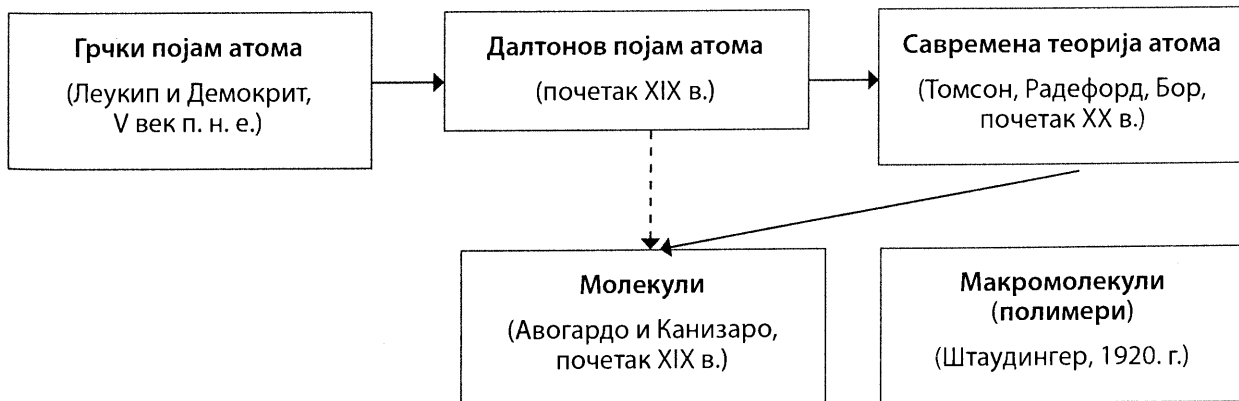 Грчки појам атома
(Леукип и Демокрит,
V век п. н. е.)
Далтонов појам атома
(почетак XIX в.)
Савремена теорија атома
(Томсон, Радефорд, Бор,
почетак XX в.)
Молекули
(Авогардо и Канизаро,
почетак XIX в.)
Макромолекули
(полимери)
(Штаудингер, 1920. г.)